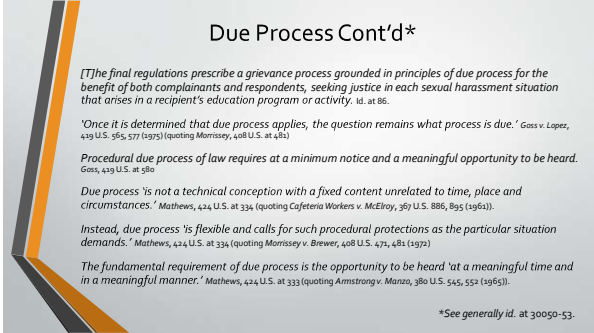 Due Process Cont'd*
[T]he final regulations prescribe a grievance process grounded in principles of due process for the
benefit of both complainants and respondents, seeking justice in each sexual harassment situation
that arises in a recipient's education program or activity. Id. at 86.
'Once it is determined that due process applies, the question remains what process is due.' Goss v. Lopez,
419 U.S. 565, 577 (1975) (quoting Morrissey, 408 U.S. at 481)
Procedural due process of law requires at a minimum notice and a meaningful opportunity to be heard.
Goss, 419 U.S. at 580
Due process 'is not a technical conception with a fixed content unrelated to time, place and
circumstances.' Mathews, 424 U.S. at 334 (quoting Cafeteria Workers v. McElroy, 367 U.S. 886, 895 (1961)).
Instead, due process 'is flexible and calls for such procedural protections as the particular situation
demands.' Mathews, 424 U.S. at 334 (quoting Morrissey v. Brewer, 408 U.S. 471, 481 (1972)
The fundamental requirement of due process is the opportunity to be heard 'at a meaningful time and
in a meaningful manner.' Mathews, 424 U.S. at 333 (quoting Armstrong v. Manzo, 380 U.S. 545, 552 (1965)).
*See generally id. at 30050-53.